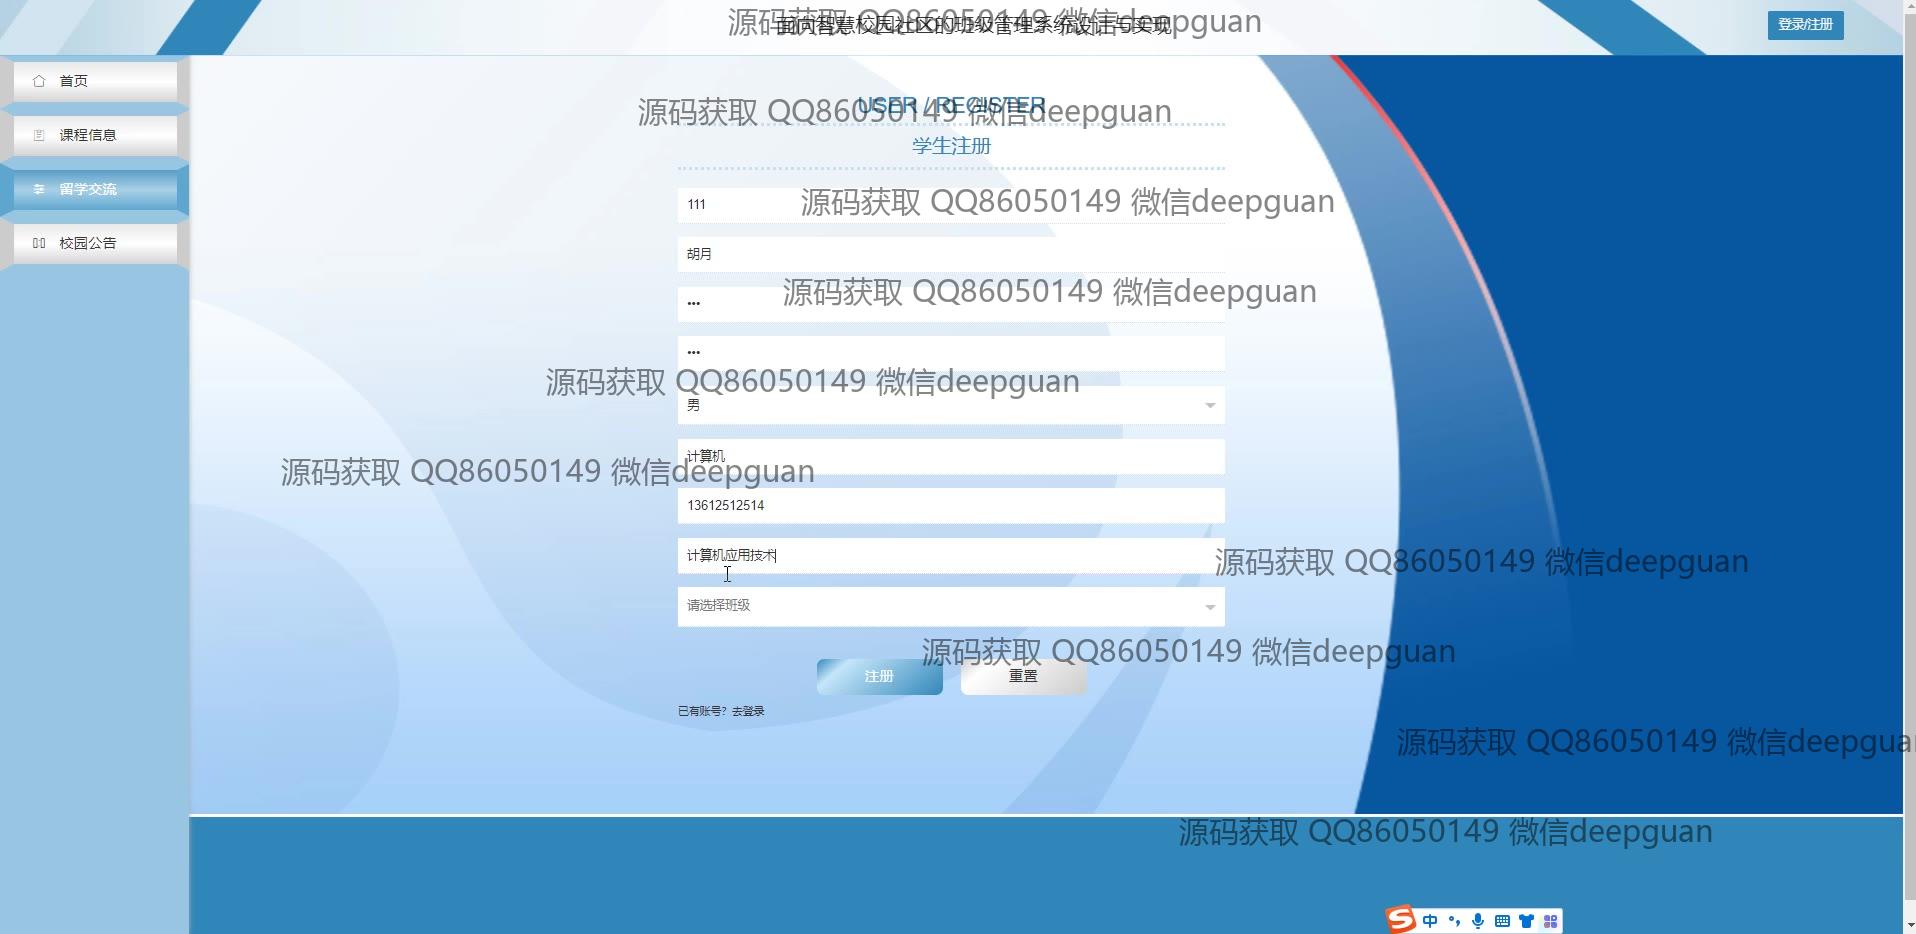 面向智慧校园社区的班级管理系统设计与实现
源码获取 QQ86050149 微信deepguan
登录/注册
首页
课程信息
留学交流
校园公告
USER / REGISTER
源码获取 QQ86050149 微信deepguan
学生注册
111
源码获取 QQ86050149 微信deepguan
胡月
•••
源码获取 QQ86050149 微信deepguan
•••
源码获取 QQ86050149 微信deepguan
男
计算机
源码获取 QQ86050149 微信deepguan
13612512514
计算机应用技术
源码获取 QQ86050149 微信deepguan
请选择班级
源码获取 QQ86050149 微信deepguan
注册
重置
已有账号？去登录
源码获取 QQ86050149 微信deepgua
源码获取 QQ86050149 微信deepguan
中